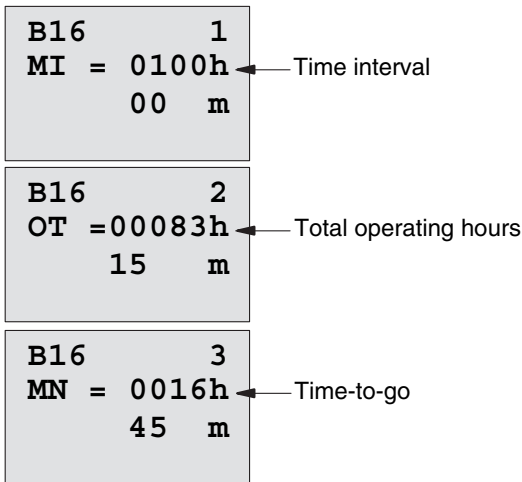 B16 1
MI = 0100h
Time interval
00 m
B16 2
OT =00083h
Total operating hours
15 m
B16 3
MN = 0016h
Time-to-go
45 m